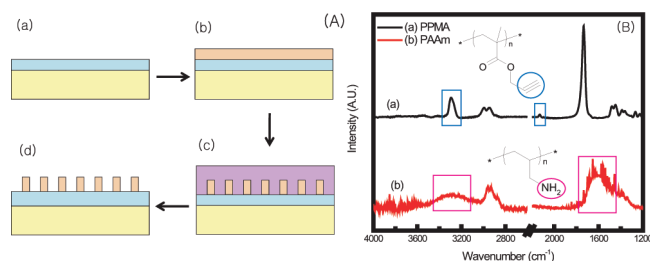 (A)
(a)
(b)
(c)
(d)
(B)
(a) PPMA
(b) PAAm
*
*
n
O
O
(a)
*
*
n
NH2
(b)
Intensity (A.U.)
4000
3600
3200
2800
2000
1600
1200
Wavenumber (cm-1)